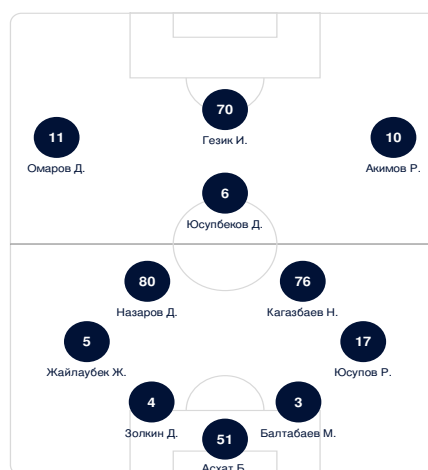 70
Гезик И.
11
Омаров Д.
10
Акимов Р.
6
Юсупбеков Д.
80
Назаров Д.
76
Кагазбаев Н.
5
Жайлаубек Ж.
17
Юсупов Р.
4
Золкин Д.
3
Балтабаев М.
51
Асхат Б.